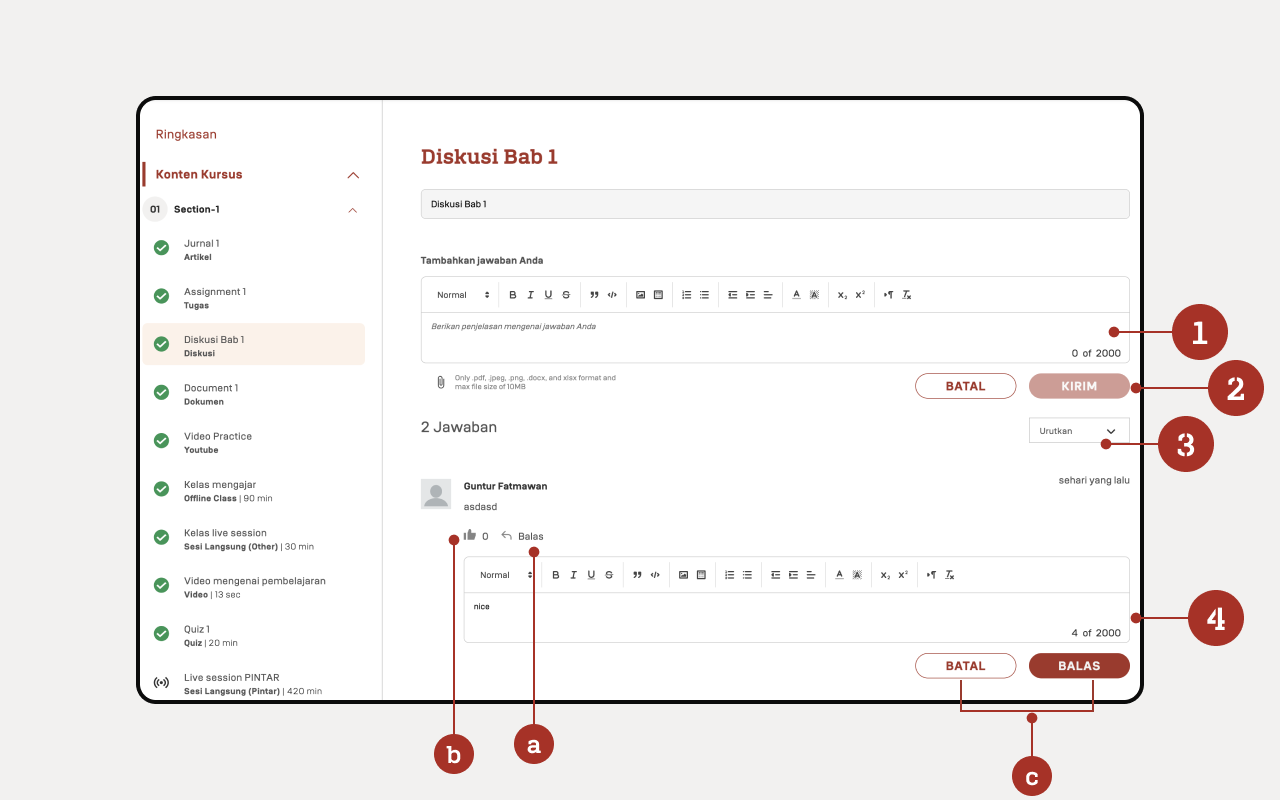 Ringkasan
Konten Kursus
01 Section-1
Jurnal 1
Artikel
Assignment 1
Tugas
Diskusi Bab 1
Diskusi
Document 1
Dokumen
Video Practice
Youtube
Kelas mengajar
Offline Class | 90 min
Kelas live session
Sesi Langsung (Other) | 30 min
Video mengenai pembelajaran
Video | 13 sec
Quiz 1
Quiz | 20 min
Live session PINTAR
Sesi Langsung (Pintar) | 420 min
Diskusi Bab 1
Diskusi Bab 1
Tambahkan jawaban Anda
Normal
Berikan penjelasan mengenai jawaban Anda
0 of 2000
Only .pdf, .jpeg, .png, .docx, and xlsx format and
max file size of 10MB
BATAL KIRIM
2 Jawaban
Urutkan
Guntur Fatmawan
sehari yang lalu
asdasd
0 Balas
Normal
nice
4 of 2000
BATAL BALAS
1
2
3
4
b
a
c